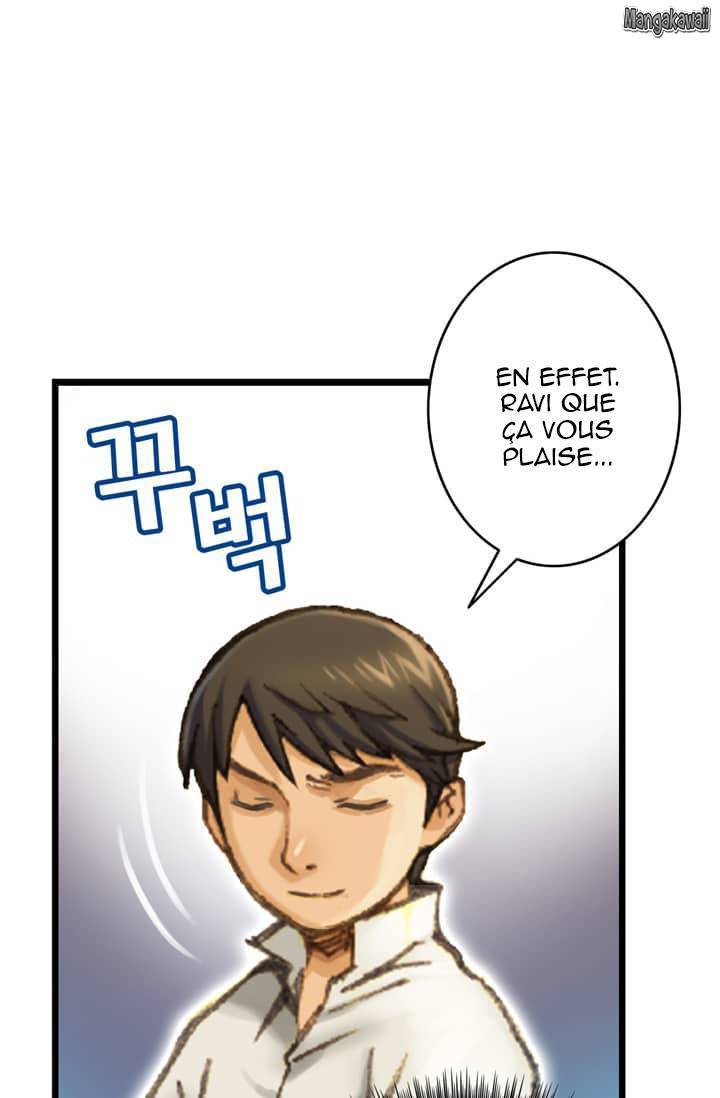 Mangakawaii
EN EFFET.
RAVI QUE
ÇA VOUS
PLAISE...
꾸벅